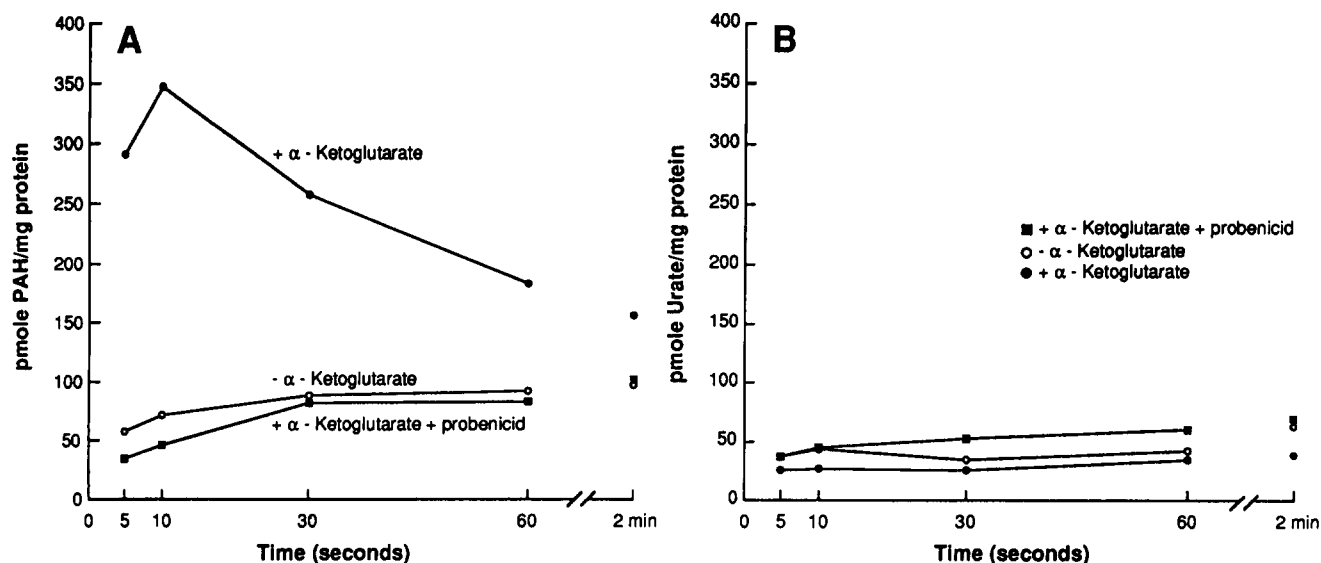 A
400
350
300
250
200
150
100
50
0
pmole PAH/mg protein
+ α - Ketoglutarate
- α - Ketoglutarate
+ α - Ketoglutarate + probenicid
0 5 10 30 60 2 min
Time (seconds)
B
400
350
300
250
200
150
100
50
0
pmole Urate/mg protein
+ α - Ketoglutarate + probenicid
- α - Ketoglutarate
+ α - Ketoglutarate
0 5 10 30 60 2 min
Time (seconds)